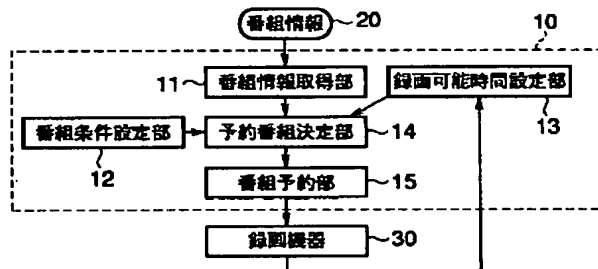 番組情報 20
10
11 番組情報取得部
録画可能時間設定部
13
番組条件設定部
12
予約番組決定部 14
番組予約部 15
録画機器 30